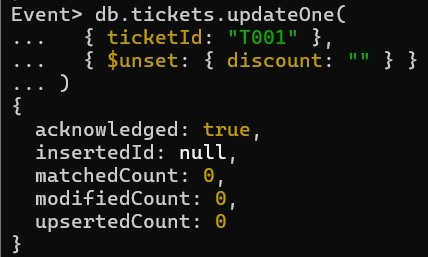 Event> db.tickets.updateOne(
...   { ticketId: "T001" },
...   { $unset: { discount: "" } }
... )
{
  acknowledged: true,
  insertedId: null,
  matchedCount: 0,
  modifiedCount: 0,
  upsertedCount: 0
}